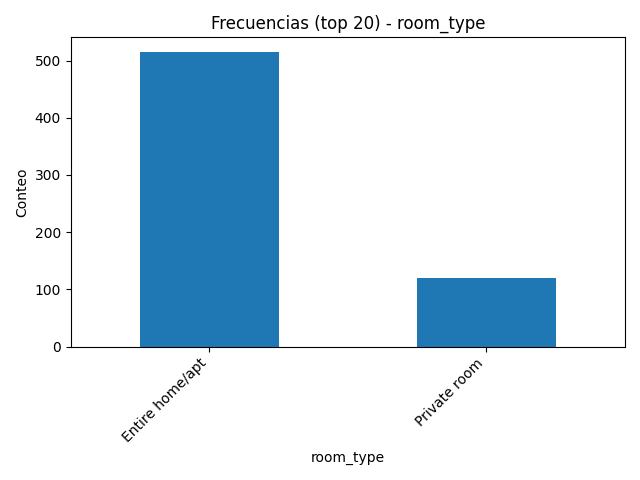 Frecuencias (top 20) - room_type
Conteo
500
400
300
200
100
0
Entire home/apt
Private room
room_type